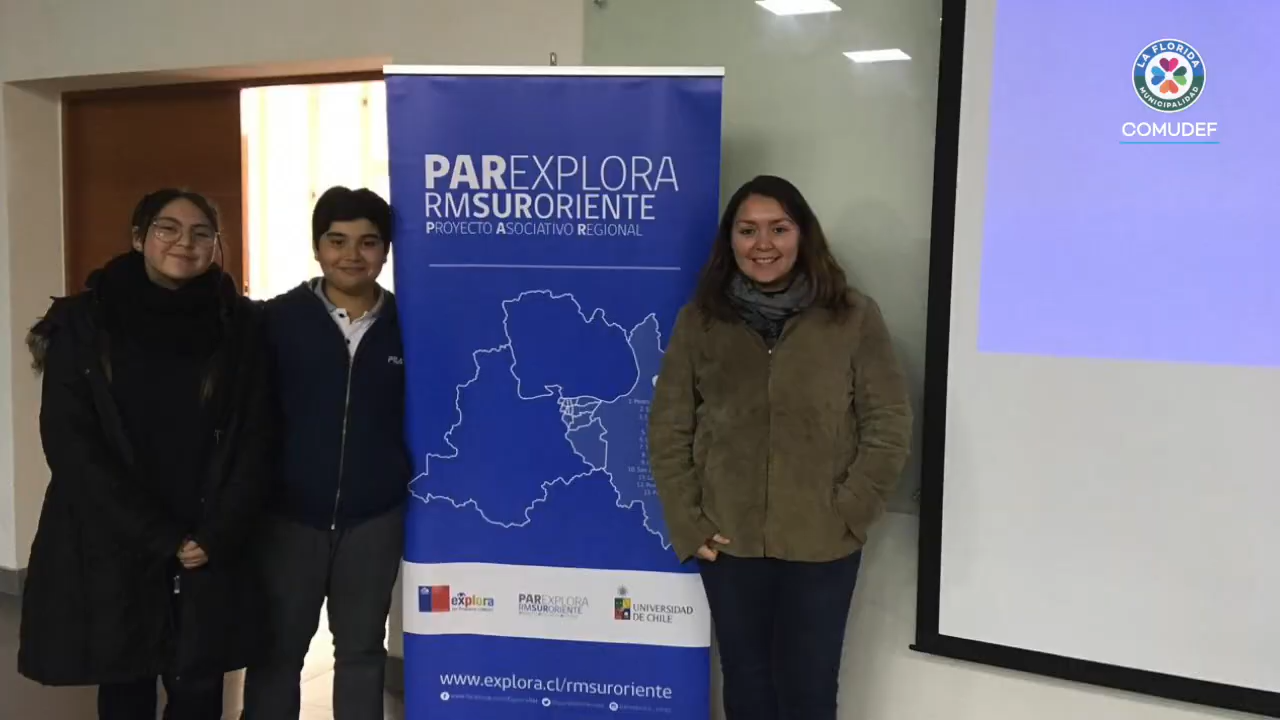 LA FLORIDA
MUNICIPALIDAD
COMUDEF
PAREXPLORA
RMSURORIENTE
PROYECTO ASOCIATIVO REGIONAL
FILA
explora
PAREXPLORA
RMSURORIENTE
UNIVERSIDAD
DE CHILE
www.explora.cl/rmsuroriente